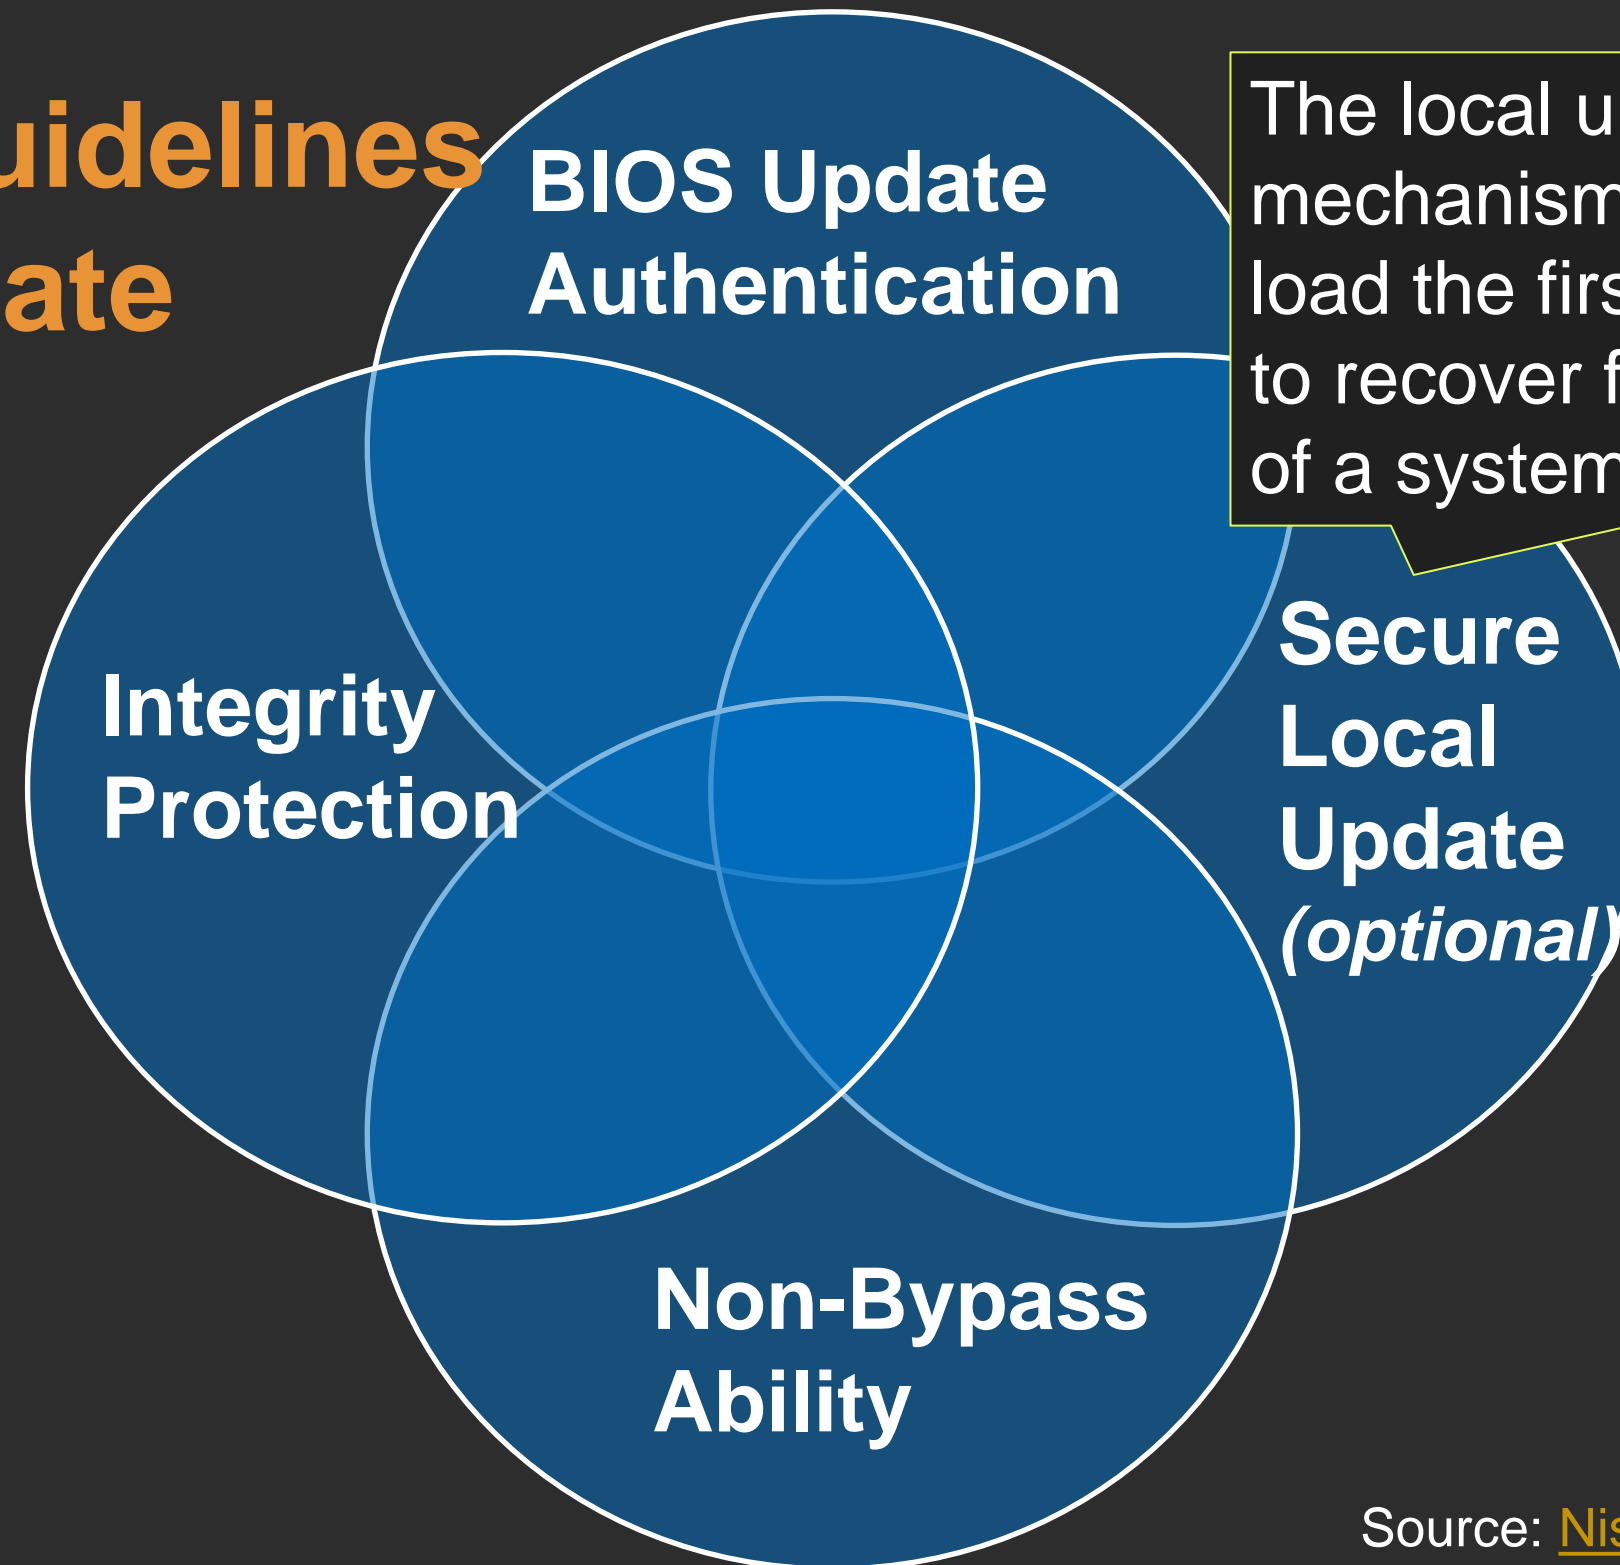 uidelines
ate
BIOS Update
Authentication
The local u
mechanism
load the firs
to recover f
of a system
Integrity
Protection
Secure
Local
Update
(optional)
Non-Bypass
Ability
Source: Nis